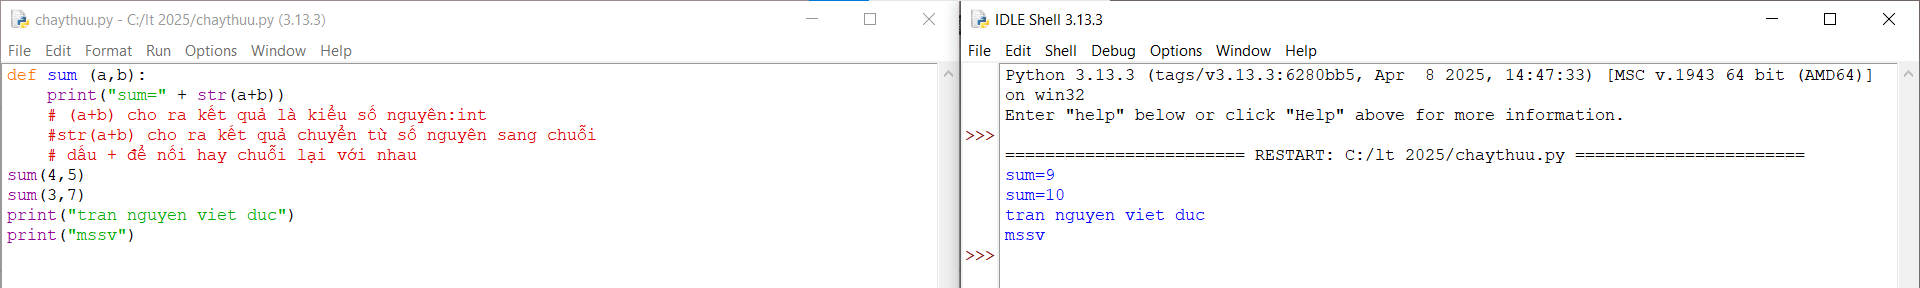 chaythuu.py - C:/lt 2025/chaythuu.py (3.13.3)
File Edit Format Run Options Window Help
def sum (a,b):
    print("sum=" + str(a+b))
    # (a+b) cho ra kết quả là kiểu số nguyên:int
    #str(a+b) cho ra kết quả chuyển từ số nguyên sang chuỗi
    # dấu + để nối hay chuỗi lại với nhau
sum(4,5)
sum(3,7)
print("tran nguyen viet duc")
print("mssv")
IDLE Shell 3.13.3
File Edit Shell Debug Options Window Help
Python 3.13.3 (tags/v3.13.3:6280bb5, Apr  8 2025, 14:47:33) [MSC v.1943 64 bit (AMD64)]
on win32
Enter "help" below or click "Help" above for more information.
>>>
======================== RESTART: C:/lt 2025/chaythuu.py =======================
sum=9
sum=10
tran nguyen viet duc
mssv
>>>